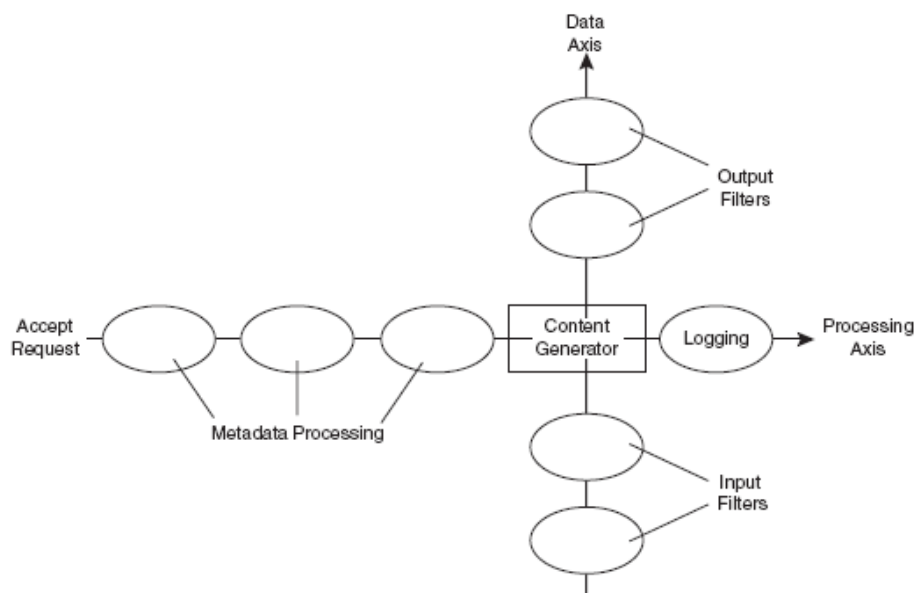 Data
Axis
Output
Filters
Accept
Request
Content
Generator
Logging
Processing
Axis
Metadata Processing
Input
Filters